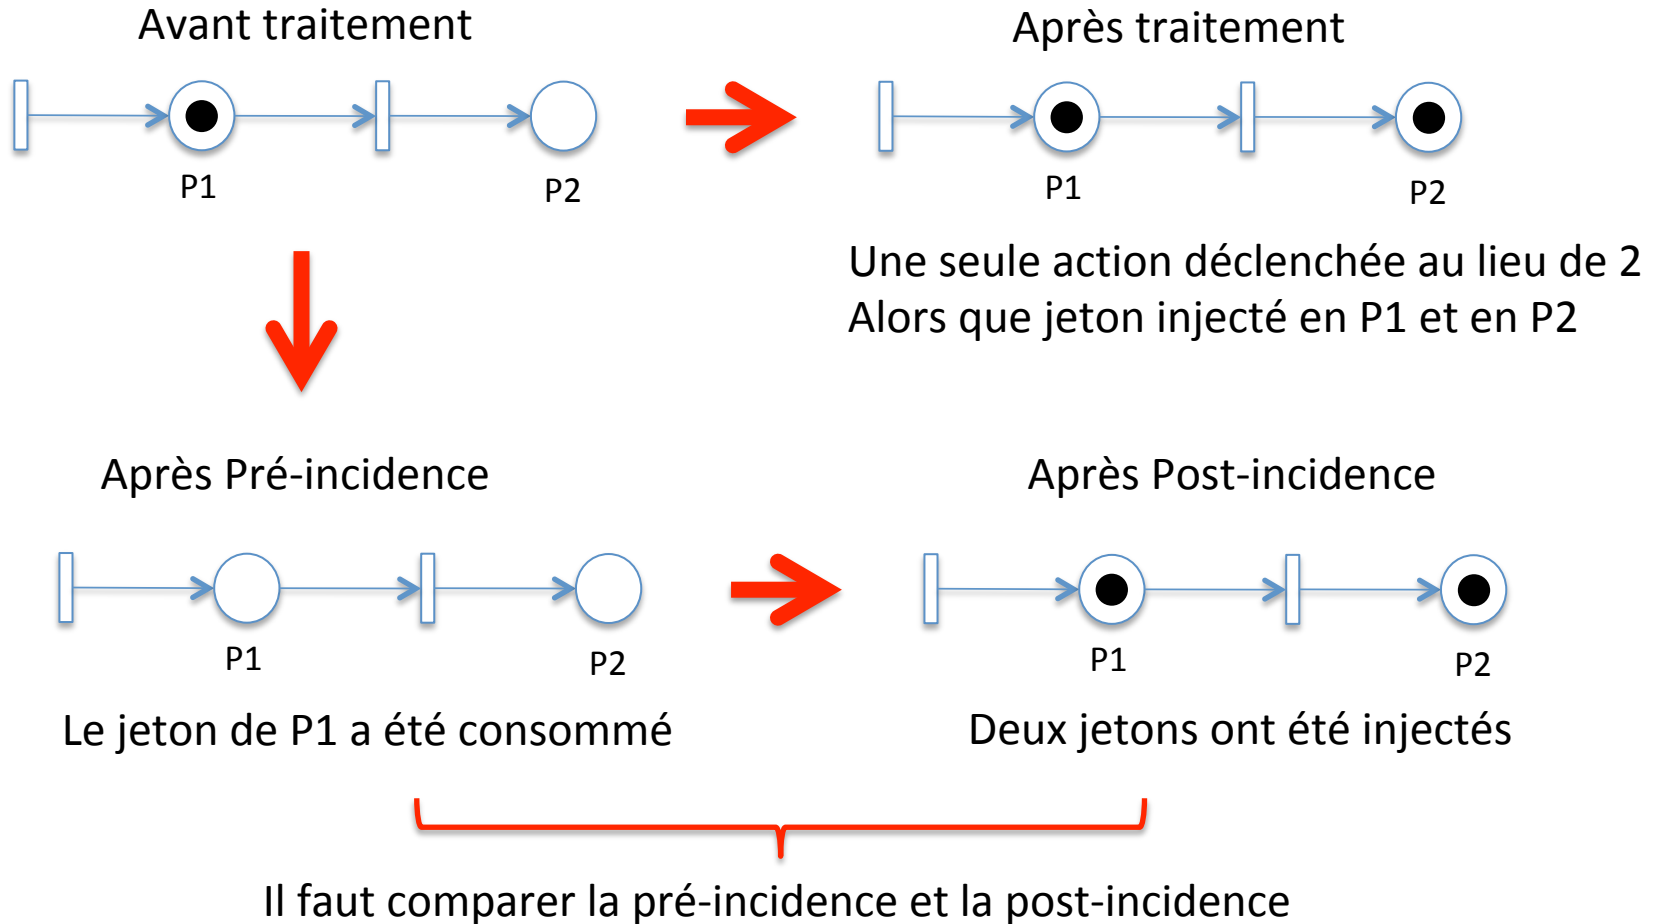 Avant traitement
Après traitement
P1
P2
P1
P2
Une seule action déclenchée au lieu de 2
Alors que jeton injecté en P1 et en P2
Après Pré-incidence
Après Post-incidence
P1
P2
P1
P2
Le jeton de P1 a été consommé
Deux jetons ont été injectés
Il faut comparer la pré-incidence et la post-incidence